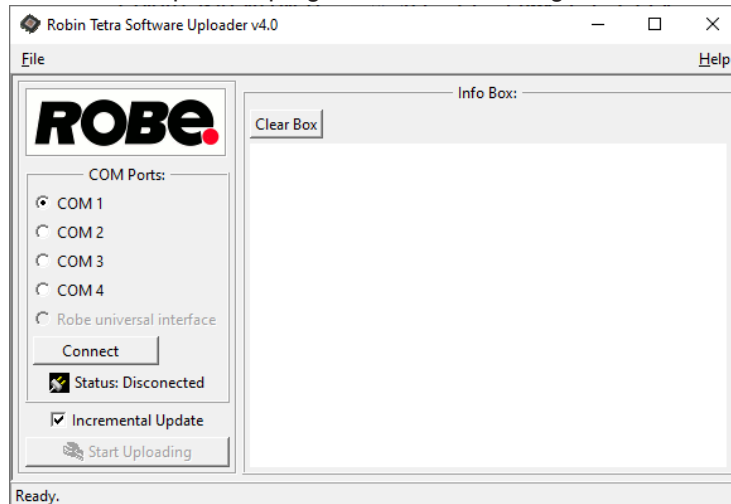 Robin Tetra Software Uploader v4.0
File Help
ROBE
Info Box:
Clear Box
COM Ports:
COM 1
COM 2
COM 3
COM 4
Robe universal interface
Connect
Status: Disconected
Incremental Update
Start Uploading
Ready.